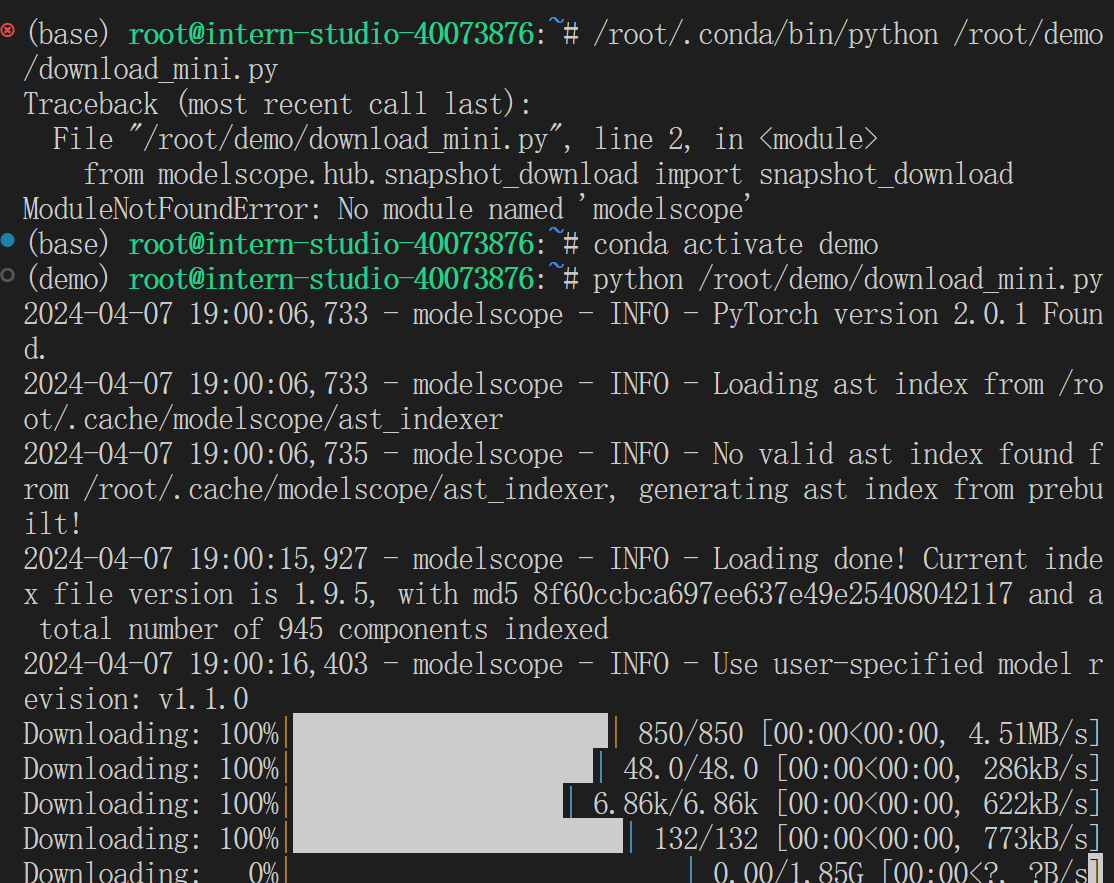 (base) root@intern-studio-40073876:~# /root/.conda/bin/python /root/demo
/download_mini.py
Traceback (most recent call last):
  File "/root/demo/download_mini.py", line 2, in <module>
    from modelscope.hub.snapshot_download import snapshot_download
ModuleNotFoundError: No module named 'modelscope'
(base) root@intern-studio-40073876:~# conda activate demo
(demo) root@intern-studio-40073876:~# python /root/demo/download_mini.py
2024-04-07 19:00:06,733 - modelscope - INFO - PyTorch version 2.0.1 Foun
d.
2024-04-07 19:00:06,733 - modelscope - INFO - Loading ast index from /ro
ot/.cache/modelscope/ast_indexer
2024-04-07 19:00:06,735 - modelscope - INFO - No valid ast index found f
rom /root/.cache/modelscope/ast_indexer, generating ast index from prebu
ilt!
2024-04-07 19:00:15,927 - modelscope - INFO - Loading done! Current inde
x file version is 1.9.5, with md5 8f60ccbca697ee637e49e25408042117 and a
 total number of 945 components indexed
2024-04-07 19:00:16,403 - modelscope - INFO - Use user-specified model r
evision: v1.1.0
Downloading: 100%| | 850/850 [00:00<00:00, 4.51MB/s]
Downloading: 100%| | 48.0/48.0 [00:00<00:00, 286kB/s]
Downloading: 100%| | 6.86k/6.86k [00:00<00:00, 622kB/s]
Downloading: 100%| | 132/132 [00:00<00:00, 773kB/s]
Downloading: 0%| | 0.00/1.85G [00:00<?, ?B/s]